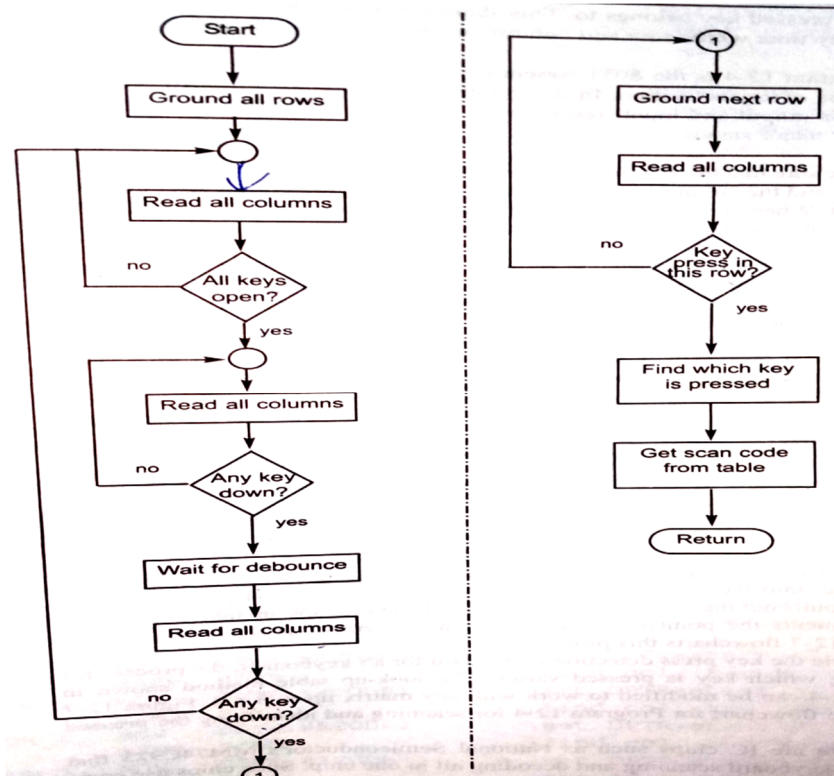 Start
Ground all rows
Read all columns
no
All keys
open?
yes
Read all columns
no
Any key
down?
yes
Wait for debounce
Read all columns
no
Any key
down?
yes
1
1
Ground next row
Read all columns
no
Key
press in
this row?
yes
Find which key
is pressed
Get scan code
from table
Return